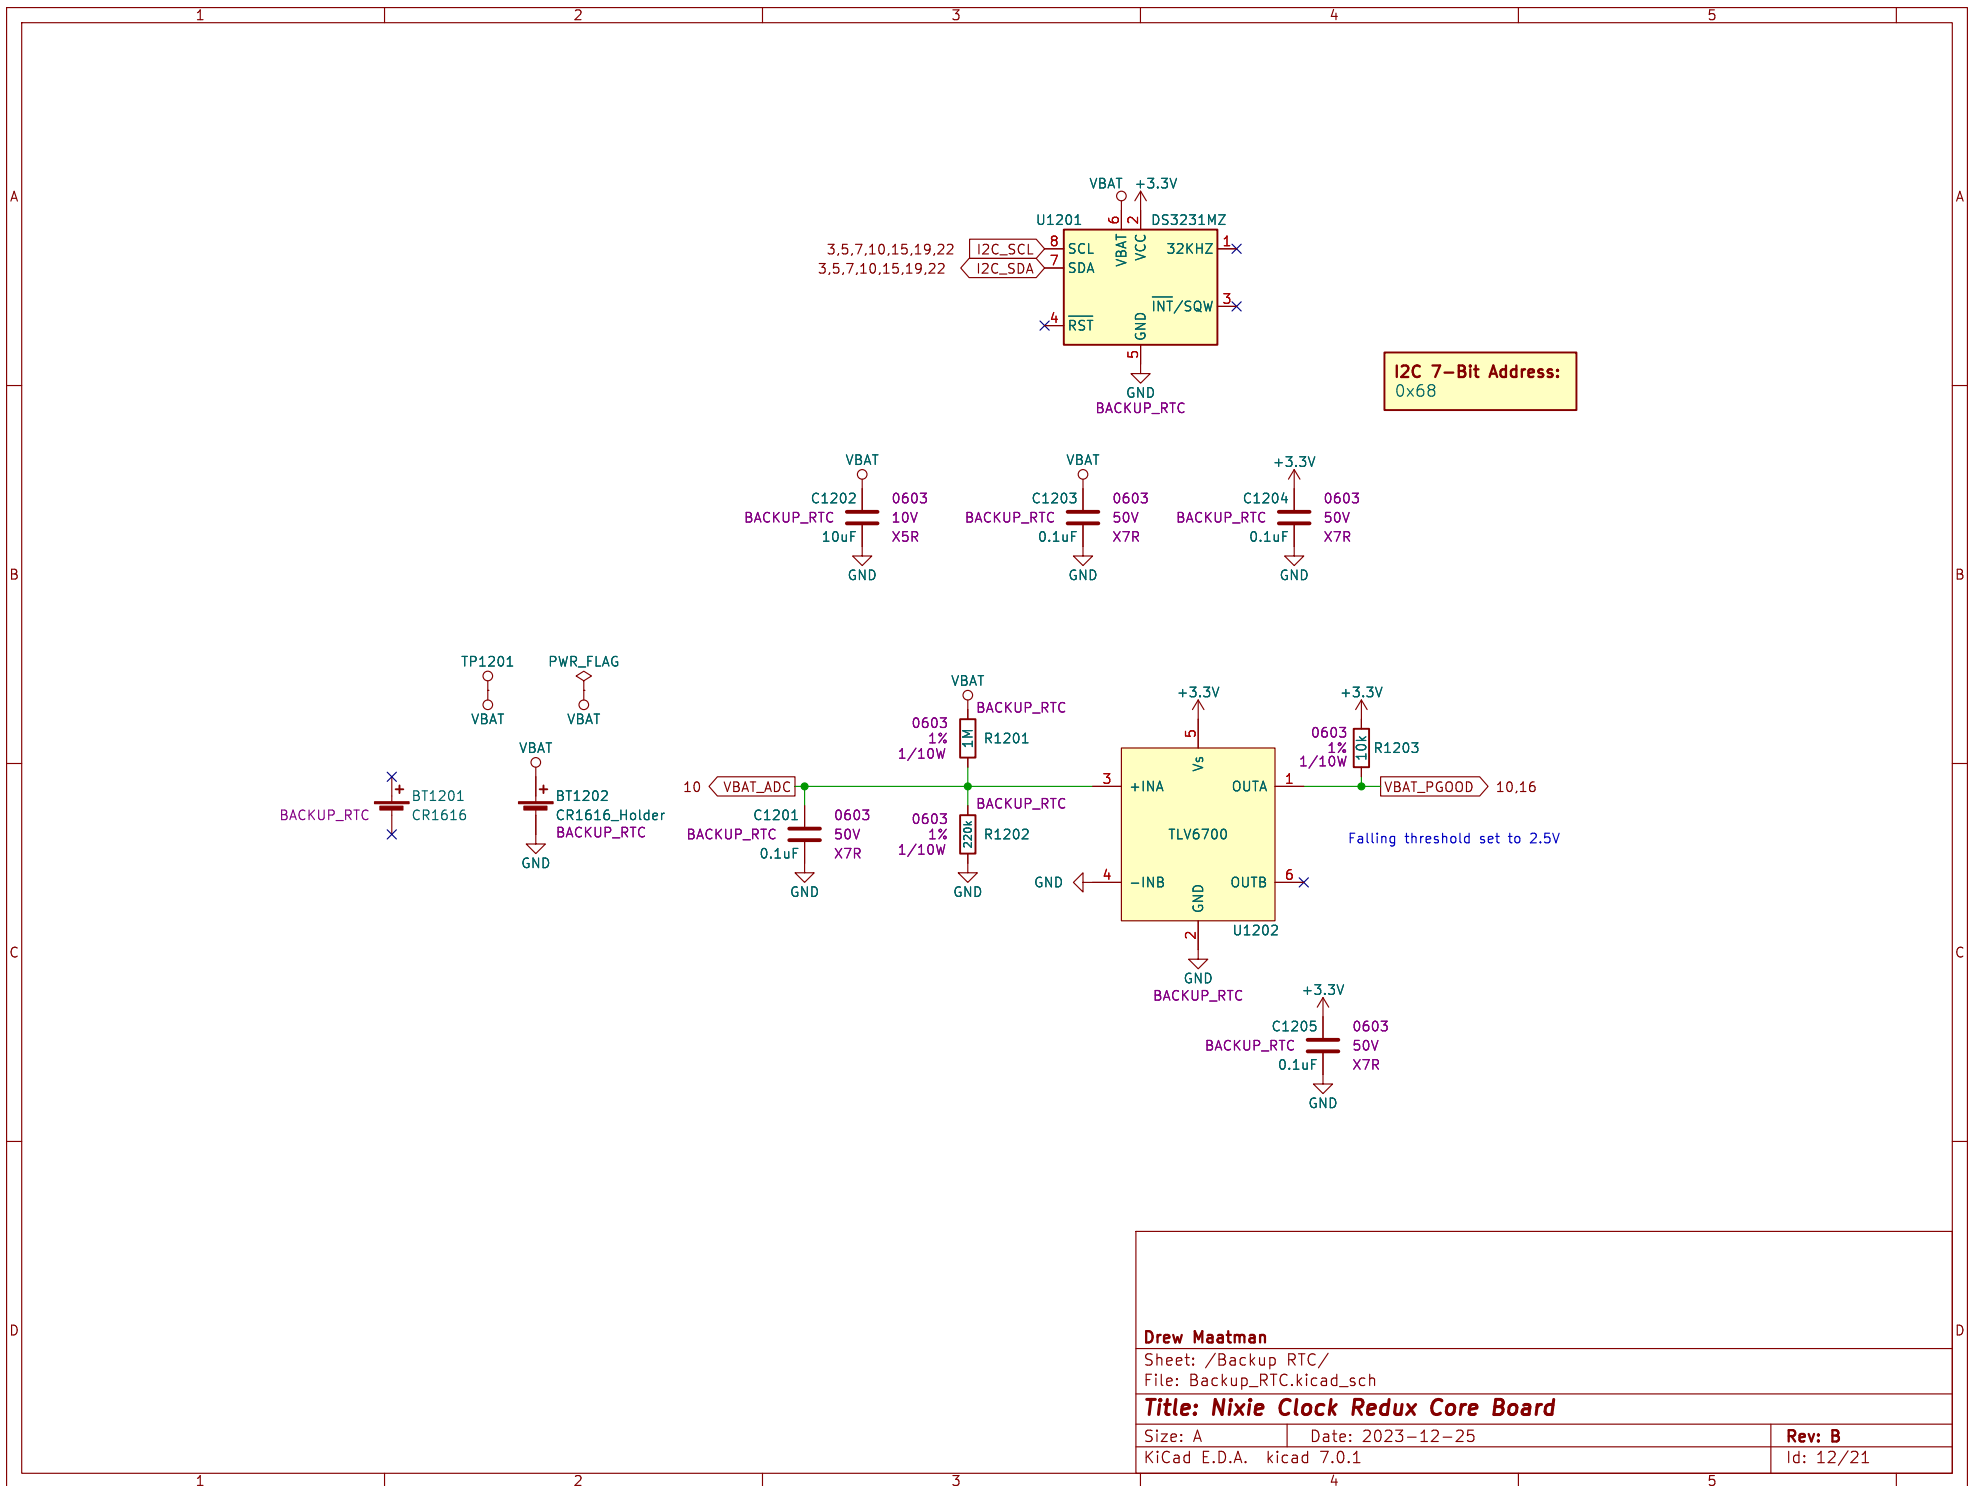 1 2 3 4 5
A A
VBAT +3.3V
U1201 DS3231MZ
6 2
3,5,7,10,15,19,22 I2C_SCL 8 SCL VBAT VCC 32KHZ 1
3,5,7,10,15,19,22 I2C_SDA 7 SDA
INT/SQW 3
4 RST GND
5
GND
BACKUP_RTC
I2C 7-Bit Address:
0x68
VBAT VBAT +3.3V
C1202 0603 C1203 0603 C1204 0603
BACKUP_RTC 10V BACKUP_RTC 50V BACKUP_RTC 50V
10uF X5R 0.1uF X7R 0.1uF X7R
GND GND GND
B B
TP1201 PWR_FLAG
VBAT VBAT
VBAT
+
BT1201
CR1616
BACKUP_RTC
+
BT1202
CR1616_Holder
BACKUP_RTC
GND
VBAT
BACKUP_RTC
0603
1%
1/10W
1M R1201
10 VBAT_ADC
C1201 0603
BACKUP_RTC 50V
0.1uF X7R
GND
BACKUP_RTC
0603
1%
1/10W
220k R1202
GND
+3.3V
5
Vs
3 +INA OUTA 1
TLV6700
GND 4 -INB OUTB 6
GND
2 U1202
GND
BACKUP_RTC
+3.3V
0603
1%
1/10W
10k R1203
VBAT_PGOOD 10,16
Falling threshold set to 2.5V
C C
+3.3V
C1205 0603
BACKUP_RTC 50V
0.1uF X7R
GND
D D
Drew Maatman
Sheet: /Backup RTC/
File: Backup_RTC.kicad_sch
Title: Nixie Clock Redux Core Board
Size: A Date: 2023-12-25 Rev: B
KiCad E.D.A. kicad 7.0.1 Id: 12/21
1 2 3 4 5